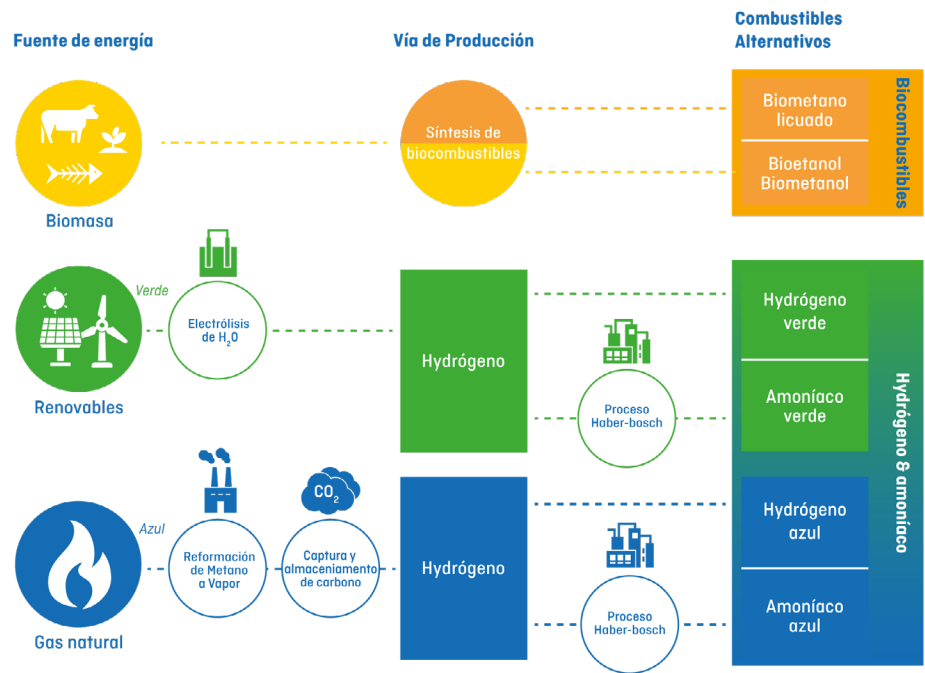 Fuente de energía
Vía de Producción
Combustibles
Alternativos
Síntesis de
biocombustibles
Biometano
licuado
Bioetanol
Biometanol
Biocombustibles
Biomasa
Verde
Electrólisis
de H₂O
Hidrógeno
Proceso
Haber-bosch
Hydrógeno
verde
Amoníaco
verde
Renovables
Hydrógeno & amoníaco
Azul
CO₂
Reformación
de Metano
a Vapor
Captura y
almaceniamento
de carbono
Hydrógeno
Proceso
Haber-bosch
Hydrógeno
azul
Amoníaco
azul
Gas natural